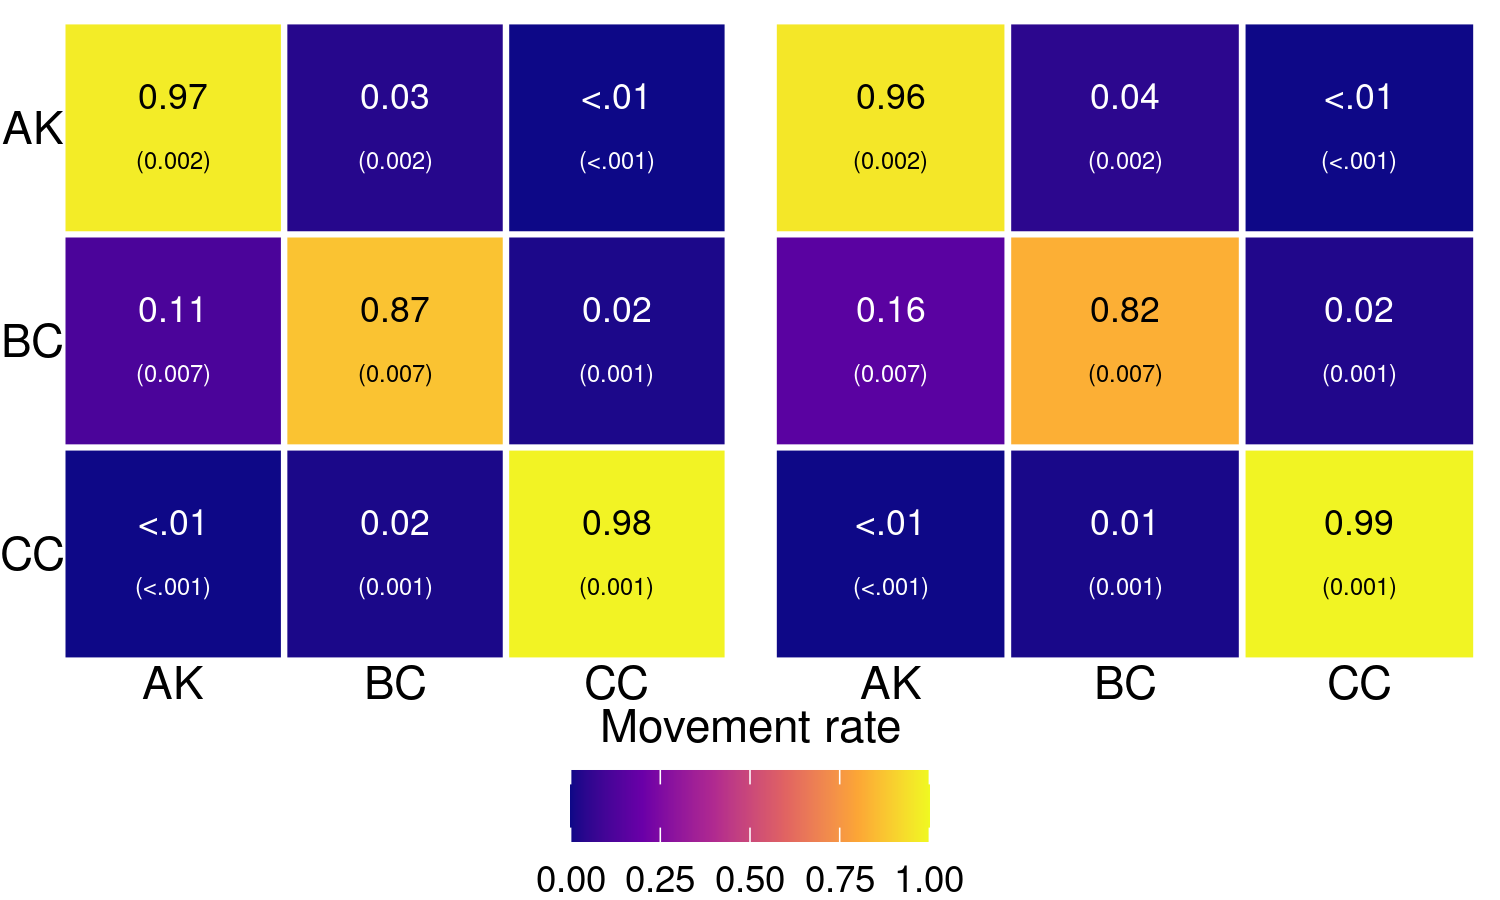 0.97 0.03 <.01 0.96 0.04 <.01
AK
(0.002) (0.002) (<.001) (0.002) (0.002) (<.001)
0.11 0.87 0.02 0.16 0.82 0.02
BC
(0.007) (0.007) (0.001) (0.007) (0.007) (0.001)
<.01 0.02 0.98 <.01 0.01 0.99
CC
(<.001) (0.001) (0.001) (<.001) (0.001) (0.001)
AK BC CC AK BC CC
Movement rate
0.00 0.25 0.50 0.75 1.00